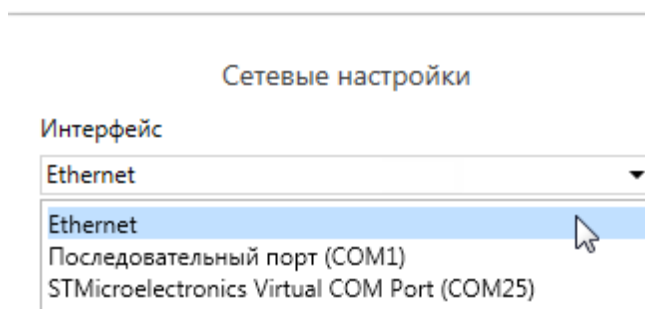 Сетевые настройки
Интерфейс
Ethernet
Ethernet
Последовательный порт (COM1)
STMicroelectronics Virtual COM Port (COM25)